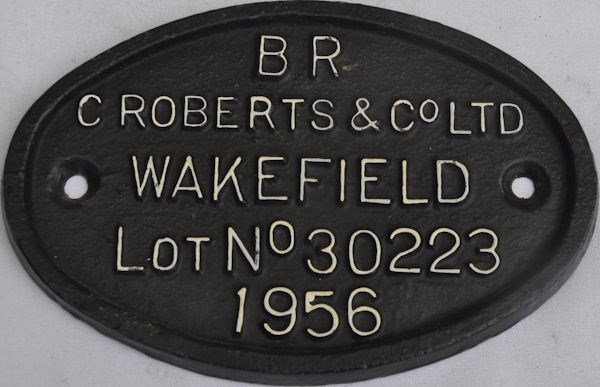 B R
C ROBERTS & Cº LTD
WAKEFIELD
LOT Nº 30223
1956